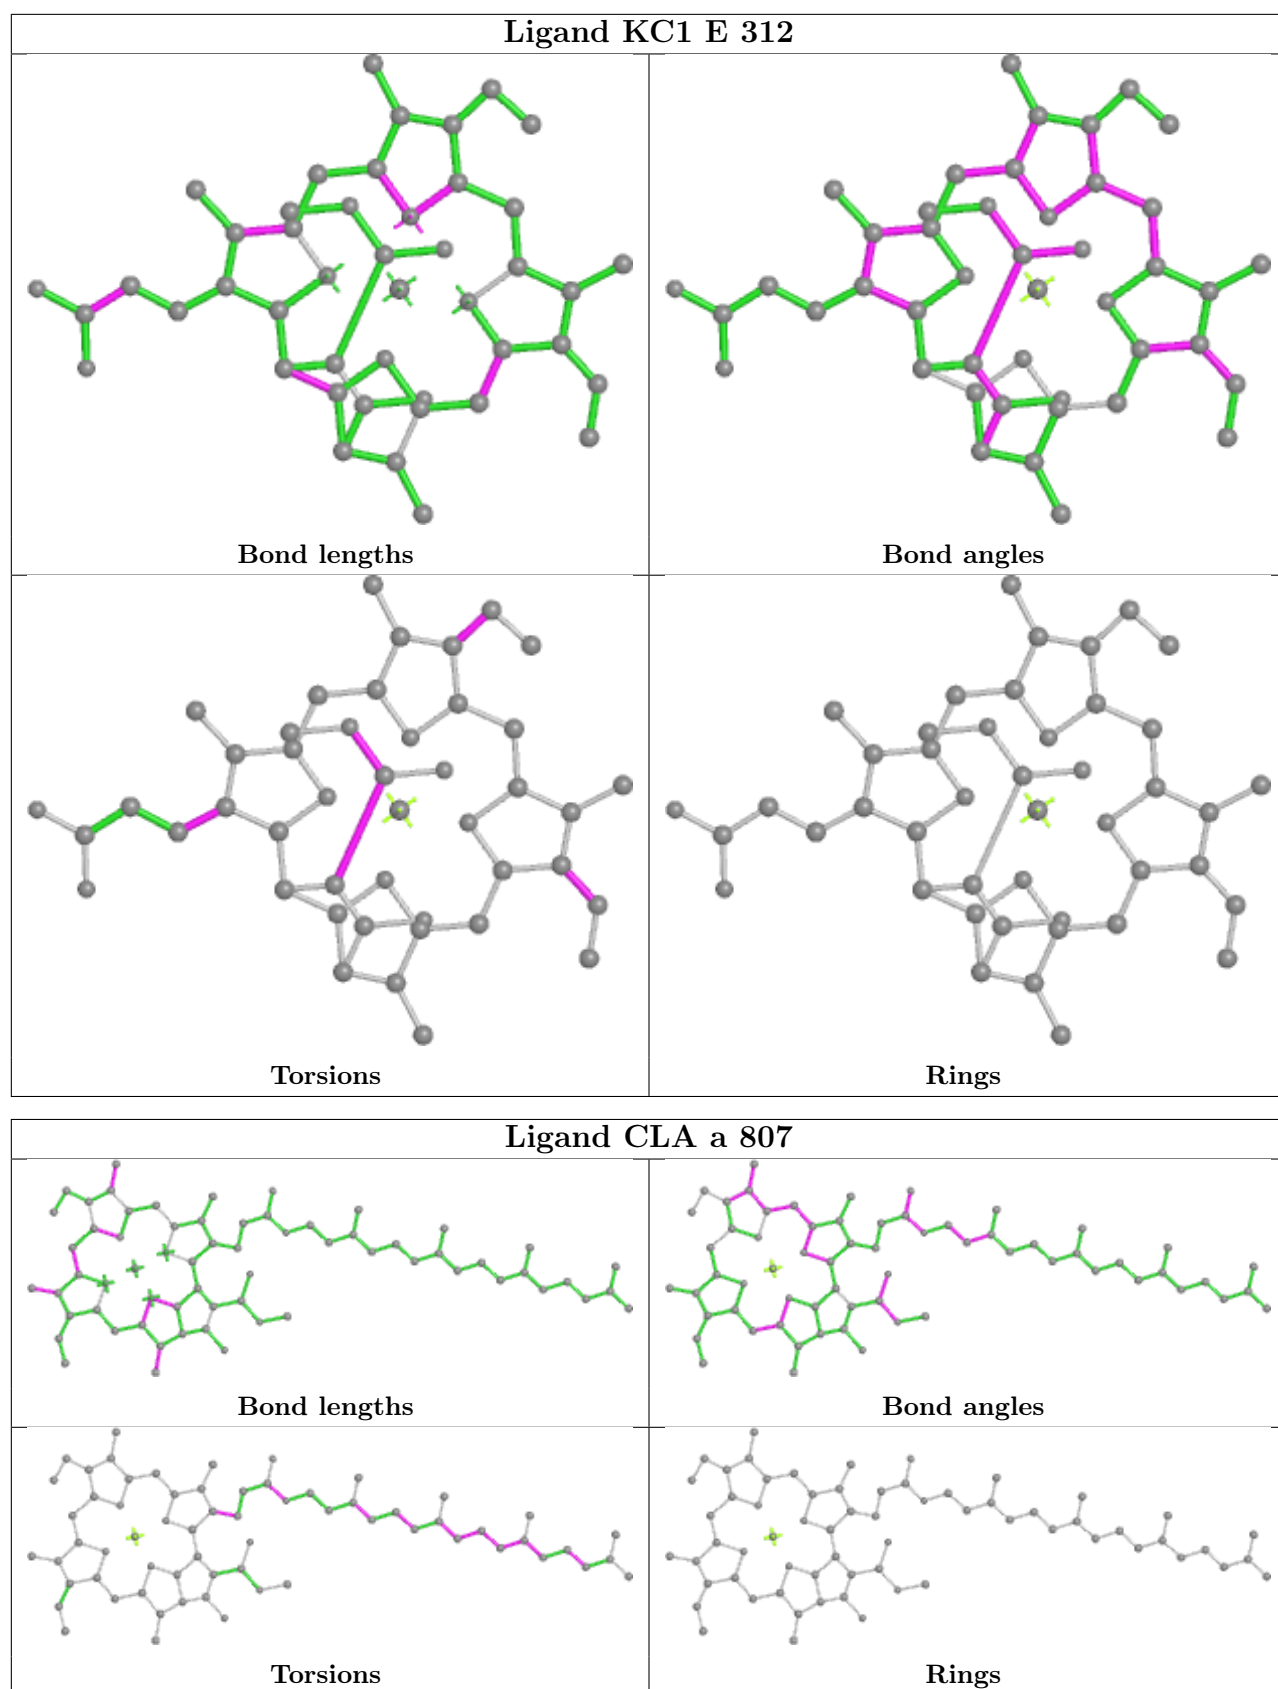 Ligand KC1 E 312
Bond lengths
Bond angles
Torsions
Rings
Ligand CLA a 807
Bond lengths
Bond angles
Torsions
Rings